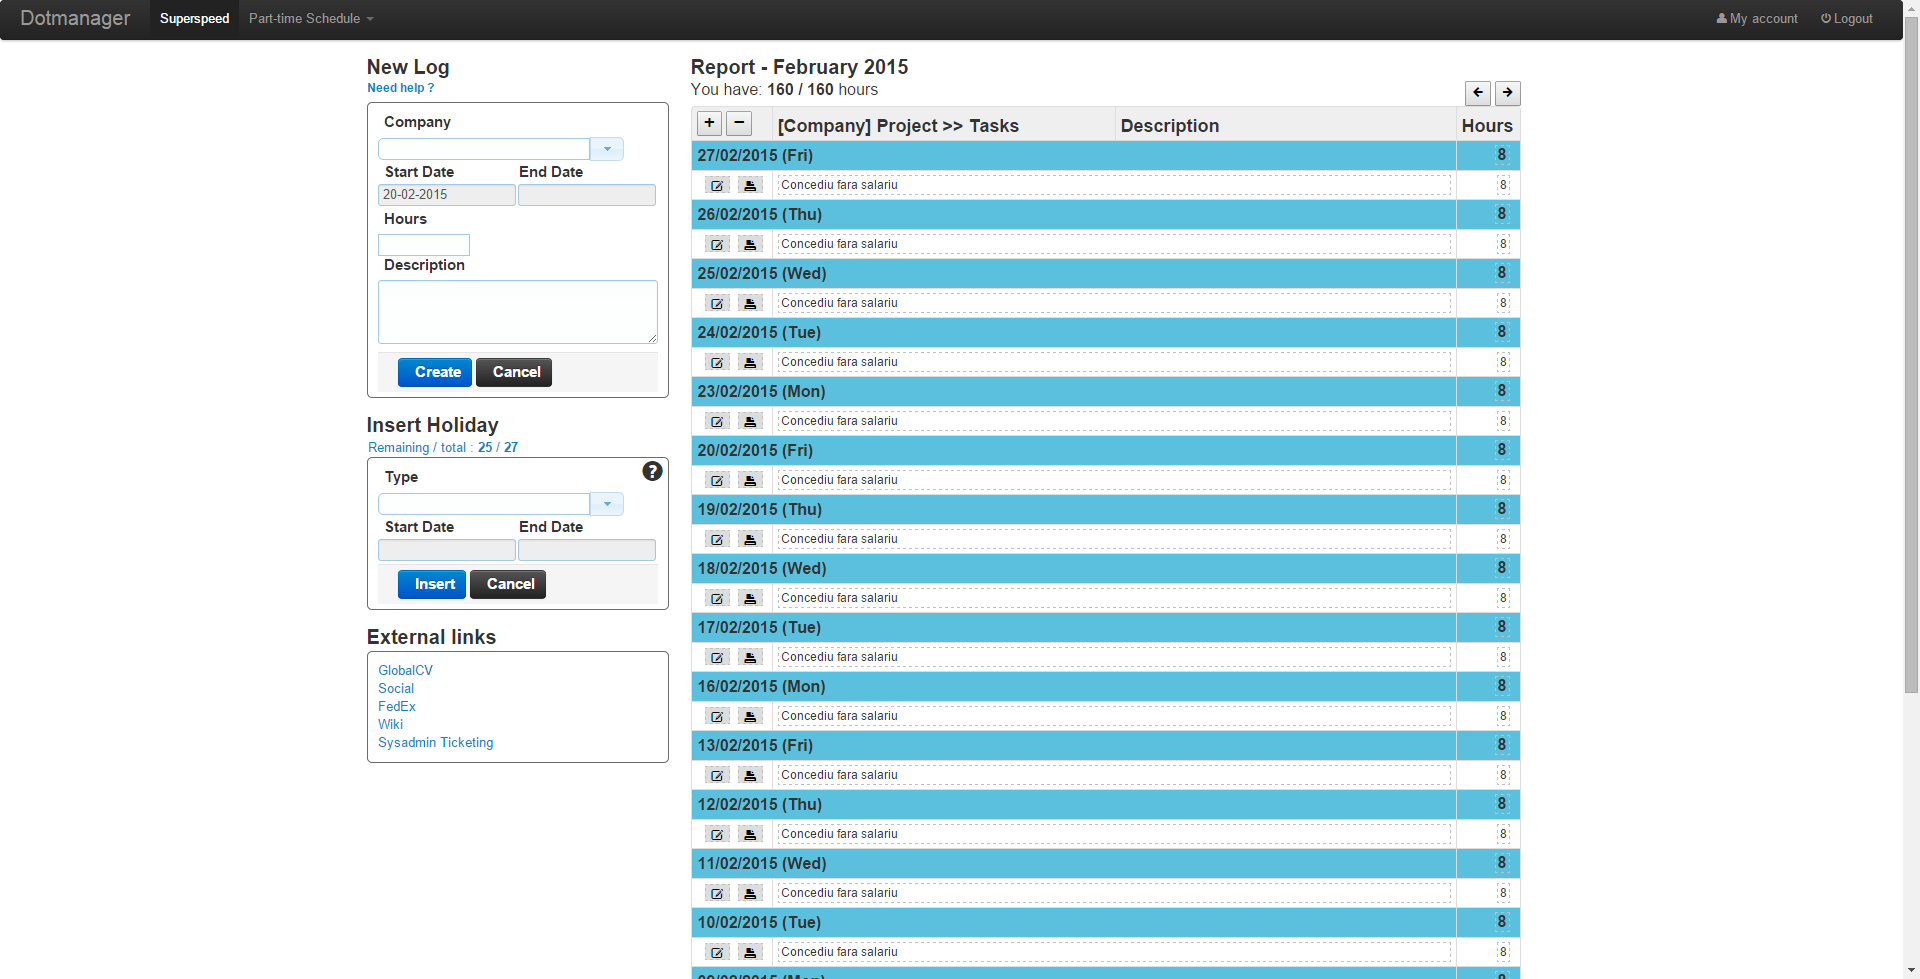 Dotmanager Superspeed Part-time Schedule My account Logout
New Log
Need help ?
Company
Start Date End Date
20-02-2015
Hours
Description
Create Cancel
Insert Holiday
Remaining / total : 25 / 27
Type
Start Date End Date
Insert Cancel
External links
GlobalCV
Social
FedEx
Wiki
Sysadmin Ticketing
Report - February 2015
You have: 160 / 160 hours
[Company] Project >> Tasks Description Hours
27/02/2015 (Fri) 8
Concediu fara salariu 8
26/02/2015 (Thu) 8
Concediu fara salariu 8
25/02/2015 (Wed) 8
Concediu fara salariu 8
24/02/2015 (Tue) 8
Concediu fara salariu 8
23/02/2015 (Mon) 8
Concediu fara salariu 8
20/02/2015 (Fri) 8
Concediu fara salariu 8
19/02/2015 (Thu) 8
Concediu fara salariu 8
18/02/2015 (Wed) 8
Concediu fara salariu 8
17/02/2015 (Tue) 8
Concediu fara salariu 8
16/02/2015 (Mon) 8
Concediu fara salariu 8
13/02/2015 (Fri) 8
Concediu fara salariu 8
12/02/2015 (Thu) 8
Concediu fara salariu 8
11/02/2015 (Wed) 8
Concediu fara salariu 8
10/02/2015 (Tue) 8
Concediu fara salariu 8